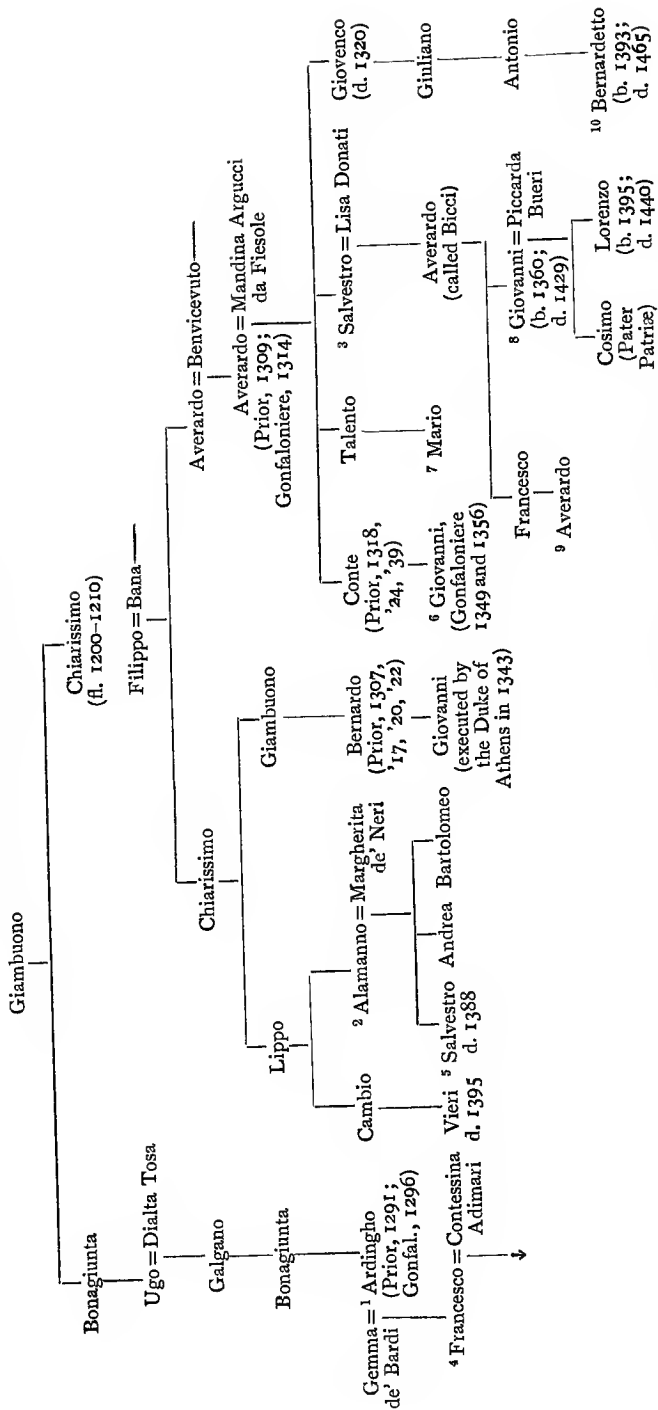 Giambuono
Bonagiunta
Chiarissimo
(fl. 1200-1210)
Ugo = Dialta Tosa
Filippo = Bana
Galgano
Chiarissimo
Averardo = Benvicevuto
Bonagiunta
Lippo
Giambuono
Averardo = Mandina Argucci
(Prior, 1309; da Fiesole
Gonfaloniere, 1314)
Gemma = ¹ Ardingho
de' Bardi (Prior, 1291;
Gonfal., 1296)
Cambio
² Alamanno = Margherita
de' Neri
Bernardo
(Prior, 1307,
'17, '20, '22)
Conte
(Prior, 1318,
'24, '39)
Talento
³ Salvestro = Lisa Donati
Giovenco
(d. 1320)
⁴ Francesco = Contessina
Adimari
Vieri
d. 1395
⁵ Salvestro
d. 1388
Andrea
Bartolomeo
Giovanni
(executed by
the Duke of
Athens in 1343)
⁶ Giovanni,
(Gonfaloniere
1349 and 1356)
⁷ Mario
Averardo
(called Bicci)
Giuliano
Francesco
⁸ Giovanni = Piccarda
(b. 1360; Bueri
d. 1429)
Antonio
⁹ Averardo
Cosimo
(Pater
Patriæ)
Lorenzo
(b. 1395;
d. 1440)
¹⁰ Bernardetto
(b. 1393;
d. 1465)